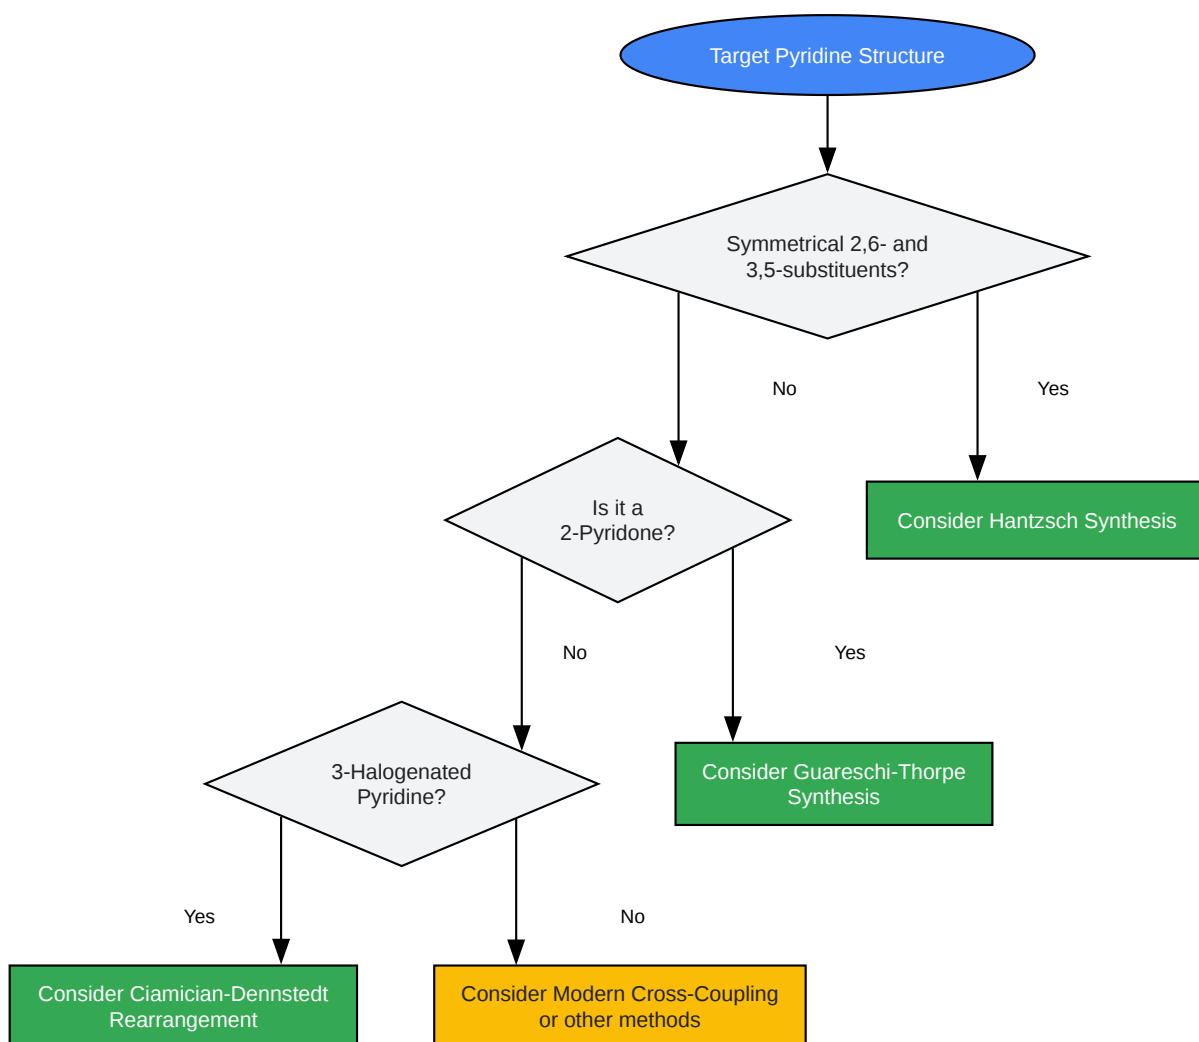 Target Pyridine Structure
Symmetrical 2,6- and
3,5-substituents?
No
Yes
Is it a
2-Pyridone?
Consider Hantzsch Synthesis
No
Yes
3-Halogenated
Pyridine?
Consider Guareschi-Thorpe
Synthesis
Yes
No
Consider Ciamician-Dennstedt
Rearrangement
Consider Modern Cross-Coupling
or other methods